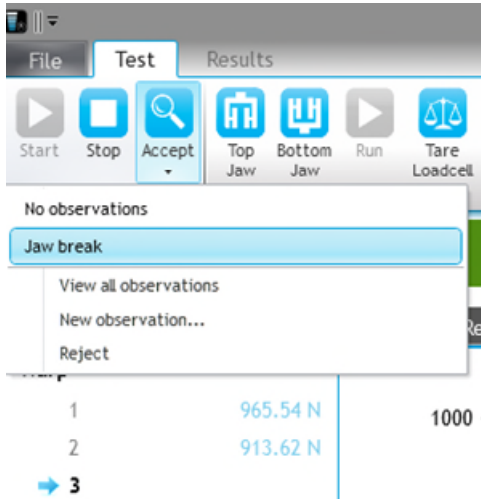 File Test Results
Start Stop Accept Top Jaw Bottom Jaw Run Tare Loadcell
No observations
Jaw break
View all observations
New observation...
Reject
1 965.54 N
1000
2 913.62 N
3